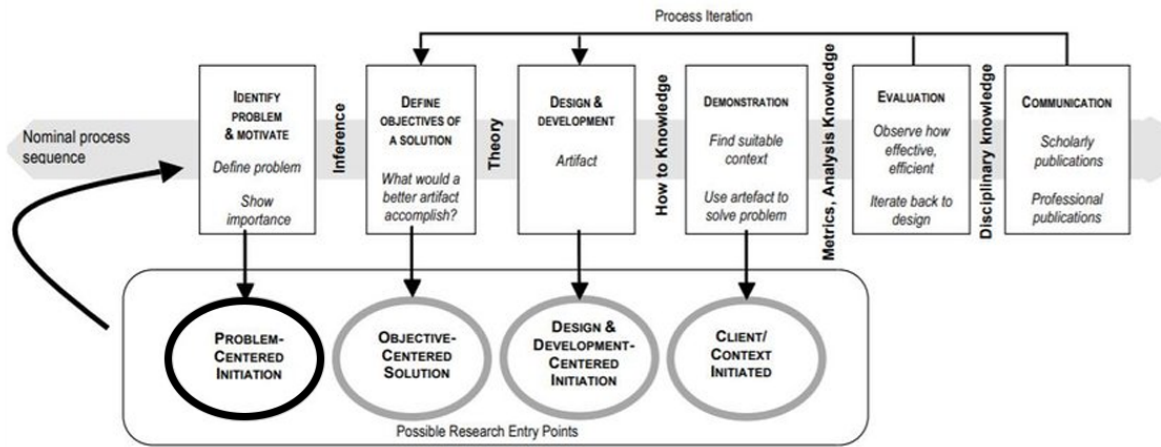 Process Iteration
Nominal process
sequence
IDENTIFY
PROBLEM
& MOTIVATE
Define problem
Show
importance
Inference
DEFINE
OBJECTIVES OF
A SOLUTION
What would a
better artifact
accomplish?
Theory
DESIGN &
DEVELOPMENT
Artifact
How to Knowledge
DEMONSTRATION
Find suitable
context
Use artefact to
solve problem
Metrics, Analysis Knowledge
EVALUATION
Observe how
effective,
efficient
Iterate back to
design
Disciplinary knowledge
COMMUNICATION
Scholarly
publications
Professional
publications
PROBLEM-
CENTERED
INITIATION
OBJECTIVE-
CENTERED
SOLUTION
DESIGN &
DEVELOPMENT-
CENTERED
INITIATION
CLIENT/
CONTEXT
INITIATED
Possible Research Entry Points